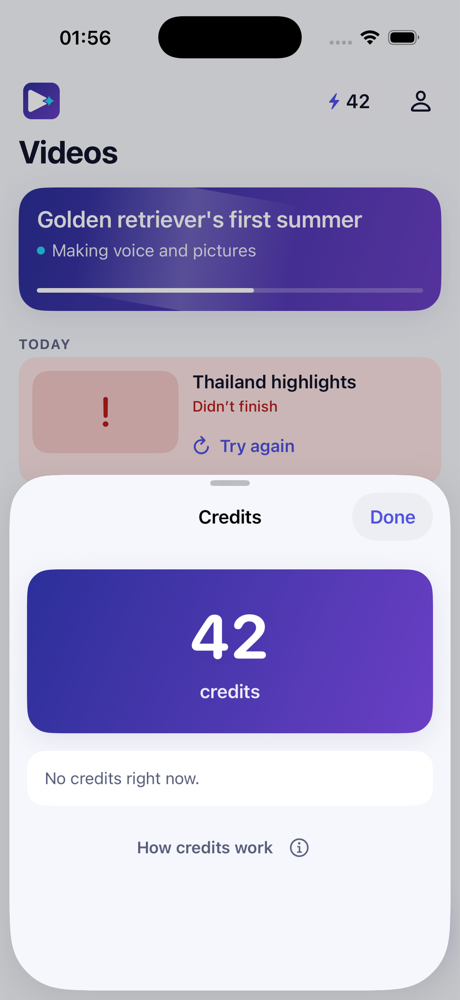 01:56
42
Videos
Golden retriever's first summer
Making voice and pictures
TODAY
!
Thailand highlights
Didn’t finish
Try again
Credits
Done
42
credits
No credits right now.
How credits work